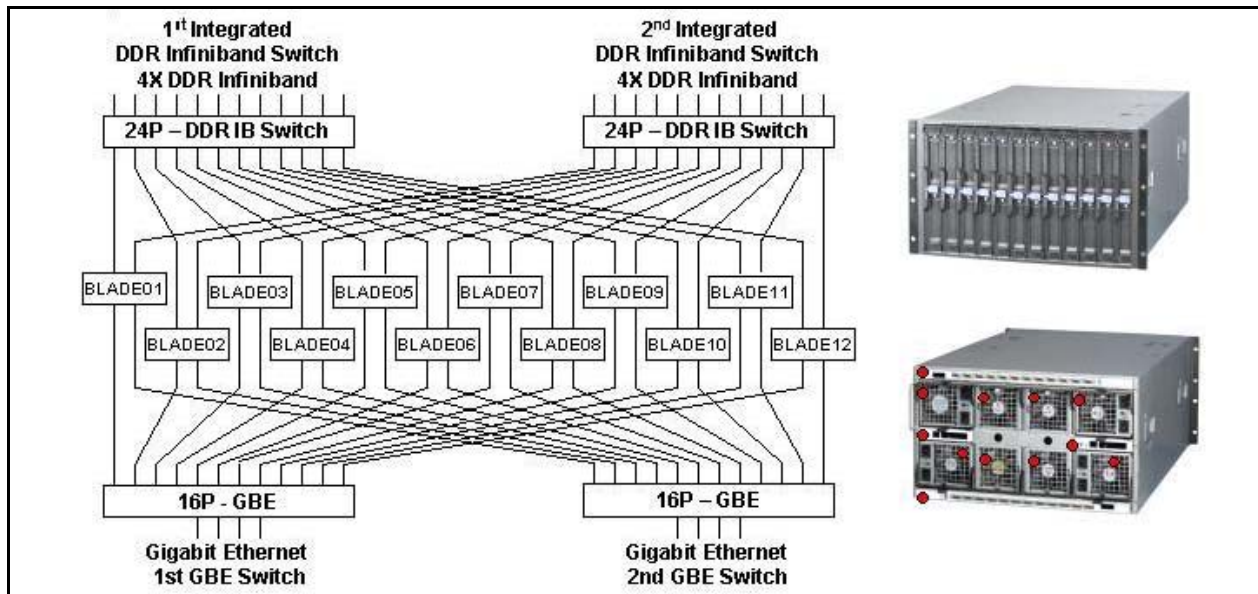 1st Integrated
DDR Infiniband Switch
4X DDR Infiniband
2nd Integrated
DDR Infiniband Switch
4X DDR Infiniband
24P – DDR IB Switch
24P – DDR IB Switch
BLADE01
BLADE03
BLADE05
BLADE07
BLADE09
BLADE11
BLADE02
BLADE04
BLADE06
BLADE08
BLADE10
BLADE12
16P - GBE
16P – GBE
Gigabit Ethernet
1st GBE Switch
Gigabit Ethernet
2nd GBE Switch